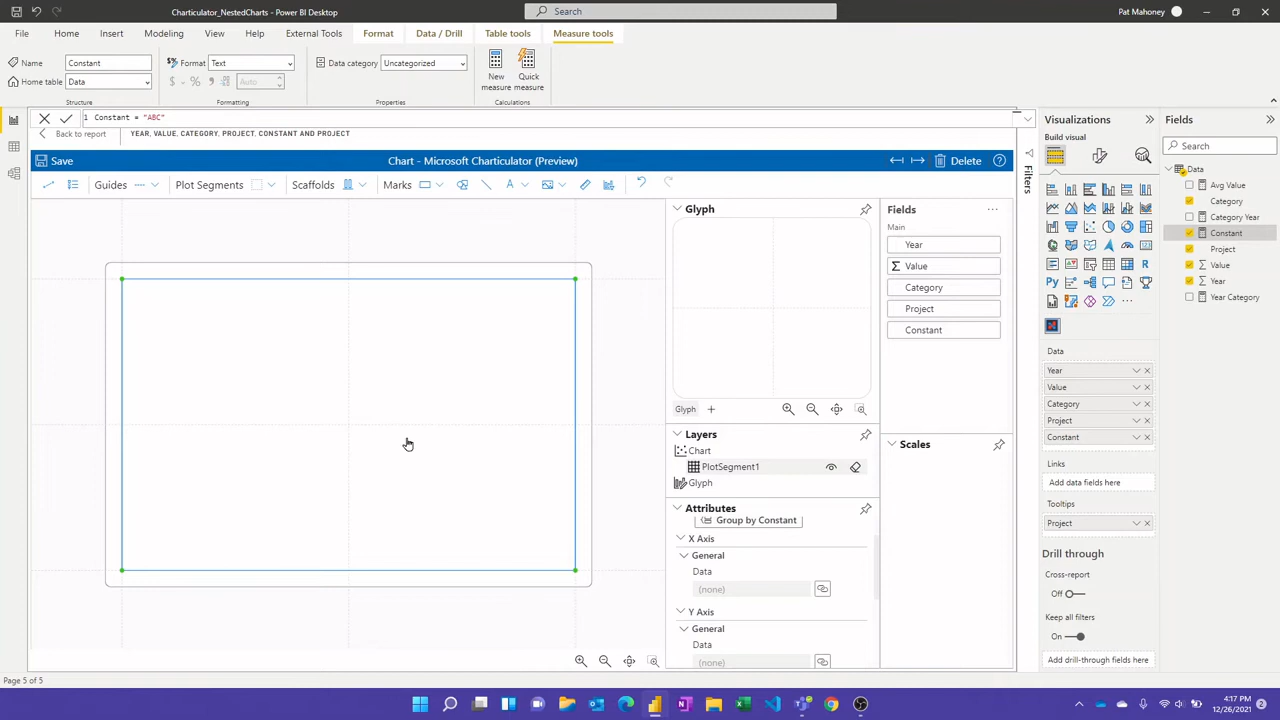 Charticulator_NestedCharts - Power BI Desktop
Search
Pat Mahoney
File Home Insert Modeling View Help External Tools Format Data / Drill Table tools Measure tools
Name Constant
Format Text
Data category Uncategorized
Home table Data
$ % Auto
New measure
Quick measure
Structure
Formatting
Properties
Calculations
1 Constant = "ABC"
Back to report
YEAR, VALUE, CATEGORY, PROJECT, CONSTANT AND PROJECT
Save
Chart - Microsoft Charticulator (Preview)
Delete
Guides
Plot Segments
Scaffolds
Marks
A
Glyph
Glyph
Layers
Chart
PlotSegment1
Glyph
Attributes
Group by Constant
X Axis
General
Data
(none)
Y Axis
General
Data
(none)
Fields
Main
Year
Σ Value
Category
Project
Constant
Scales
Filters
Visualizations
Build visual
R
Py
Data
Year
Value
Category
Project
Constant
Links
Add data fields here
Tooltips
Project
Drill through
Cross-report
Off
Keep all filters
On
Add drill-through fields here
Fields
Search
Data
Avg Value
Category
Category Year
Constant
Project
Value
Year
Year Category
Page 5 of 5
4:17 PM
12/26/2021